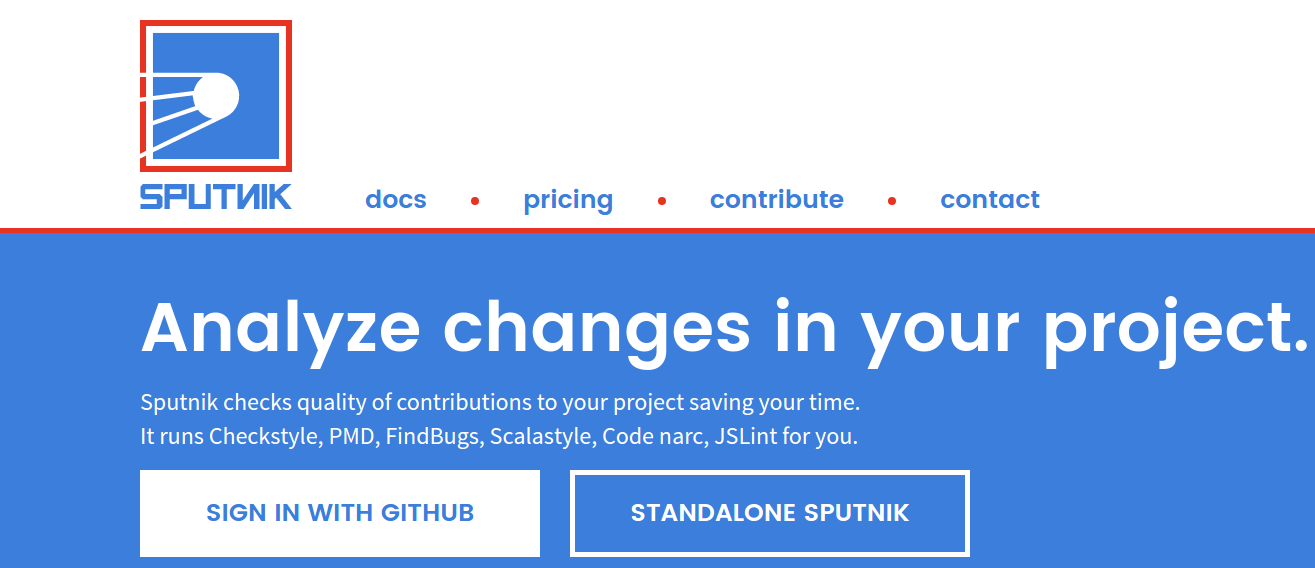 SPUTNIK
docs • pricing • contribute • contact
Analyze changes in your project.
Sputnik checks quality of contributions to your project saving your time.
It runs Checkstyle, PMD, FindBugs, Scalastyle, Code narc, JSLint for you.
SIGN IN WITH GITHUB STANDALONE SPUTNIK